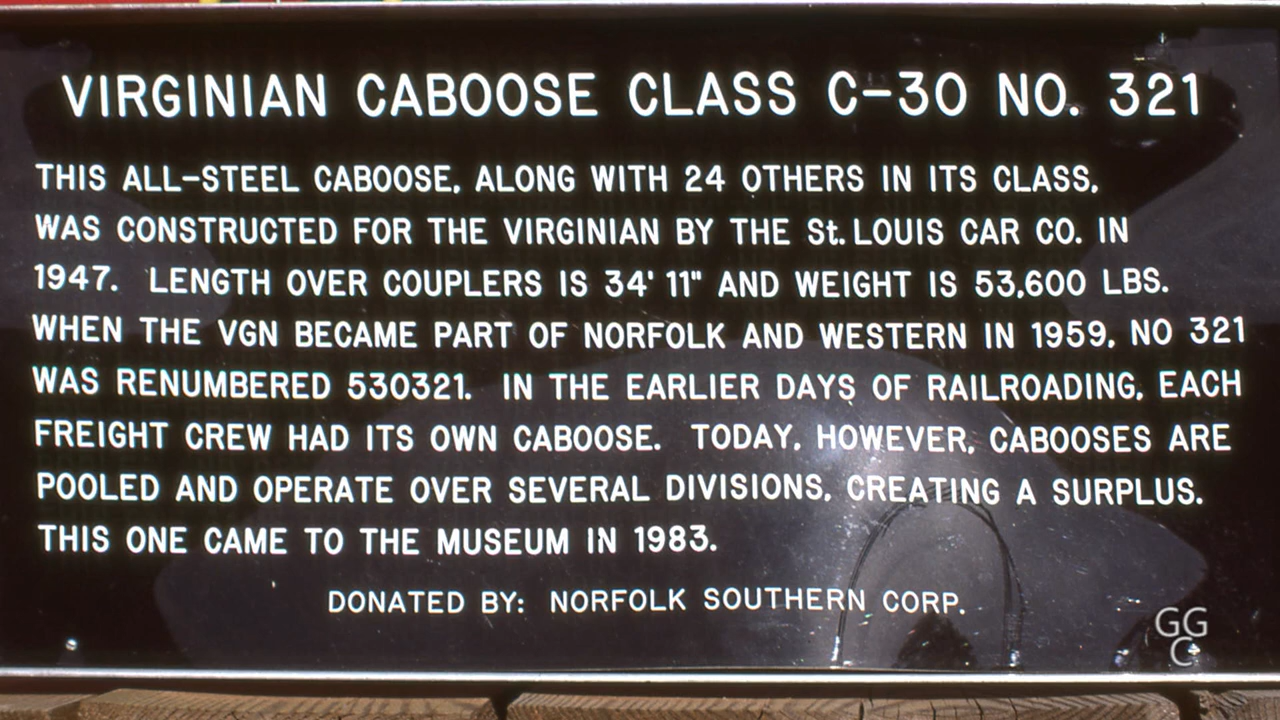 VIRGINIAN CABOOSE CLASS C-30 NO. 321
THIS ALL-STEEL CABOOSE, ALONG WITH 24 OTHERS IN ITS CLASS,
WAS CONSTRUCTED FOR THE VIRGINIAN BY THE St. LOUIS CAR CO. IN
1947. LENGTH OVER COUPLERS IS 34' 11" AND WEIGHT IS 53,600 LBS.
WHEN THE VGN BECAME PART OF NORFOLK AND WESTERN IN 1959, NO 321
WAS RENUMBERED 530321. IN THE EARLIER DAYS OF RAILROADING, EACH
FREIGHT CREW HAD ITS OWN CABOOSE. TODAY, HOWEVER, CABOOSES ARE
POOLED AND OPERATE OVER SEVERAL DIVISIONS, CREATING A SURPLUS.
THIS ONE CAME TO THE MUSEUM IN 1983.
DONATED BY: NORFOLK SOUTHERN CORP.
GG
C